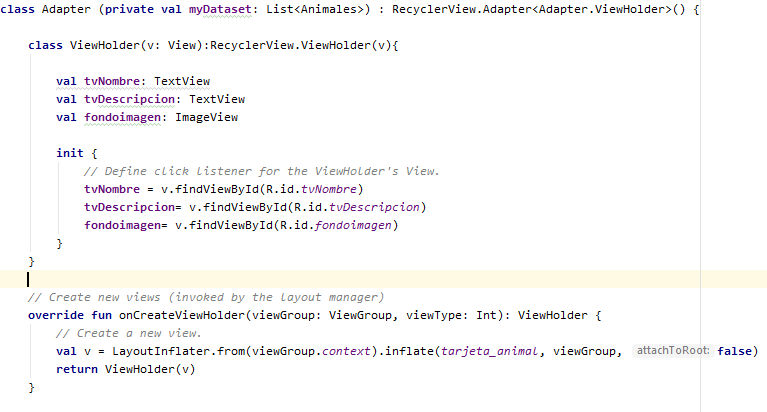 class Adapter (private val myDataset: List<Animales>) : RecyclerView.Adapter<Adapter.ViewHolder>() {
class ViewHolder(v: View):RecyclerView.ViewHolder(v){
val tvNombre: TextView
val tvDescripcion: TextView
val fondoimagen: ImageView
init {
// Define click listener for the ViewHolder's View.
tvNombre = v.findViewById(R.id.tvNombre)
tvDescripcion= v.findViewById(R.id.tvDescripcion)
fondoimagen= v.findViewById(R.id.fondoimagen)
}
}
// Create new views (invoked by the layout manager)
override fun onCreateViewHolder(viewGroup: ViewGroup, viewType: Int): ViewHolder {
// Create a new view.
val v = LayoutInflater.from(viewGroup.context).inflate(tarjeta_animal, viewGroup, attachToRoot: false)
return ViewHolder(v)
}